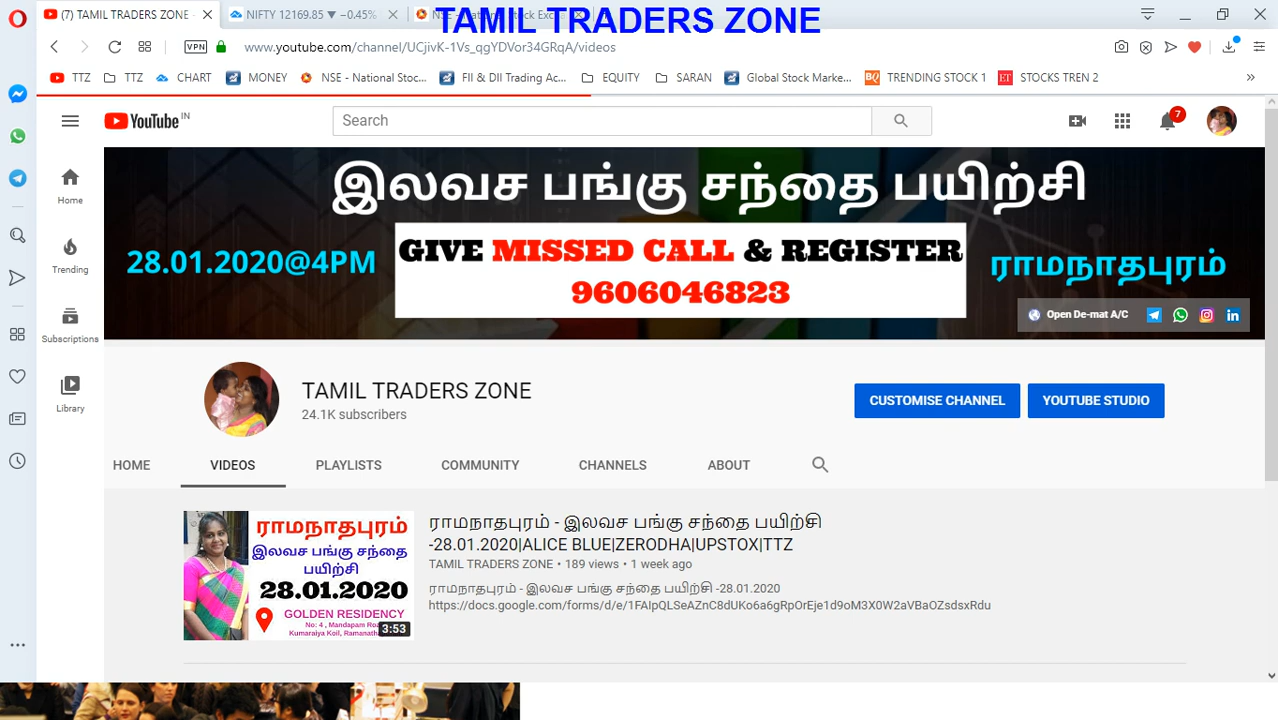 TAMIL TRADERS ZONE
(7) TAMIL TRADERS ZONE -
NIFTY 12169.85 ▼ −0.45%
VPN
www.youtube.com/channel/UCjivK-1Vs_qgYDVor34GRqA/videos
TTZ TTZ CHART MONEY NSE - National Stoc... FII & DII Trading Ac... EQUITY SARAN Global Stock Marke... TRENDING STOCK 1 STOCKS TREN 2
YouTube IN
Search
7
Home
Trending
Subscriptions
Library
இலவச பங்கு சந்தை பயிற்சி
28.01.2020@4PM
GIVE MISSED CALL & REGISTER
9606046823
ராமநாதபுரம்
Open De-mat A/C
TAMIL TRADERS ZONE
24.1K subscribers
CUSTOMISE CHANNEL
YOUTUBE STUDIO
HOME VIDEOS PLAYLISTS COMMUNITY CHANNELS ABOUT
ராமநாதபுரம்
இலவச பங்கு சந்தை
பயிற்சி
28.01.2020
GOLDEN RESIDENCY
No: 4 , Mandapam
Kumaraiya Koil,
3:53
ராமநாதபுரம் - இலவச பங்கு சந்தை பயிற்சி
-28.01.2020|ALICE BLUE|ZERODHA|UPSTOX|TTZ
TAMIL TRADERS ZONE • 189 views • 1 week ago
ராமநாதபுரம் - இலவச பங்கு சந்தை பயிற்சி -28.01.2020
https://docs.google.com/forms/d/e/1FAIpQLSeAZnC8dUKo6a6gRpOrEje1d9oM3X0W2aVBaOZsdsxRdu